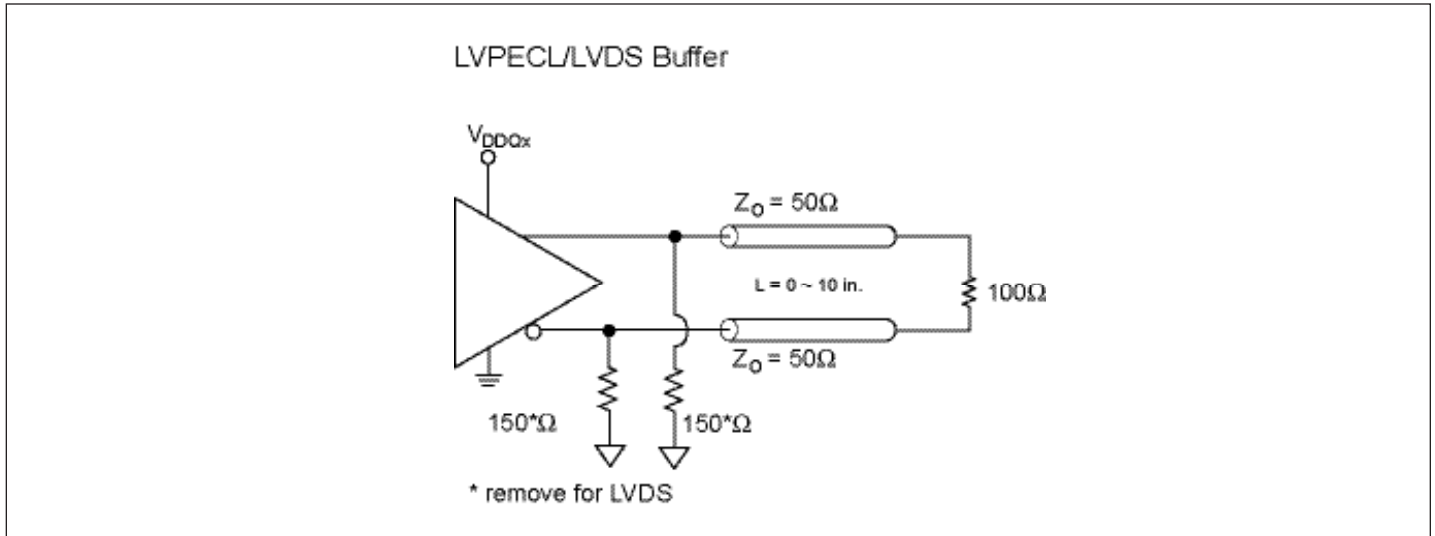 LVPECL/LVDS Buffer
VDDQx
ZO = 50Ω
L = 0 ~ 10 in.
100Ω
ZO = 50Ω
150*Ω
150*Ω
* remove for LVDS